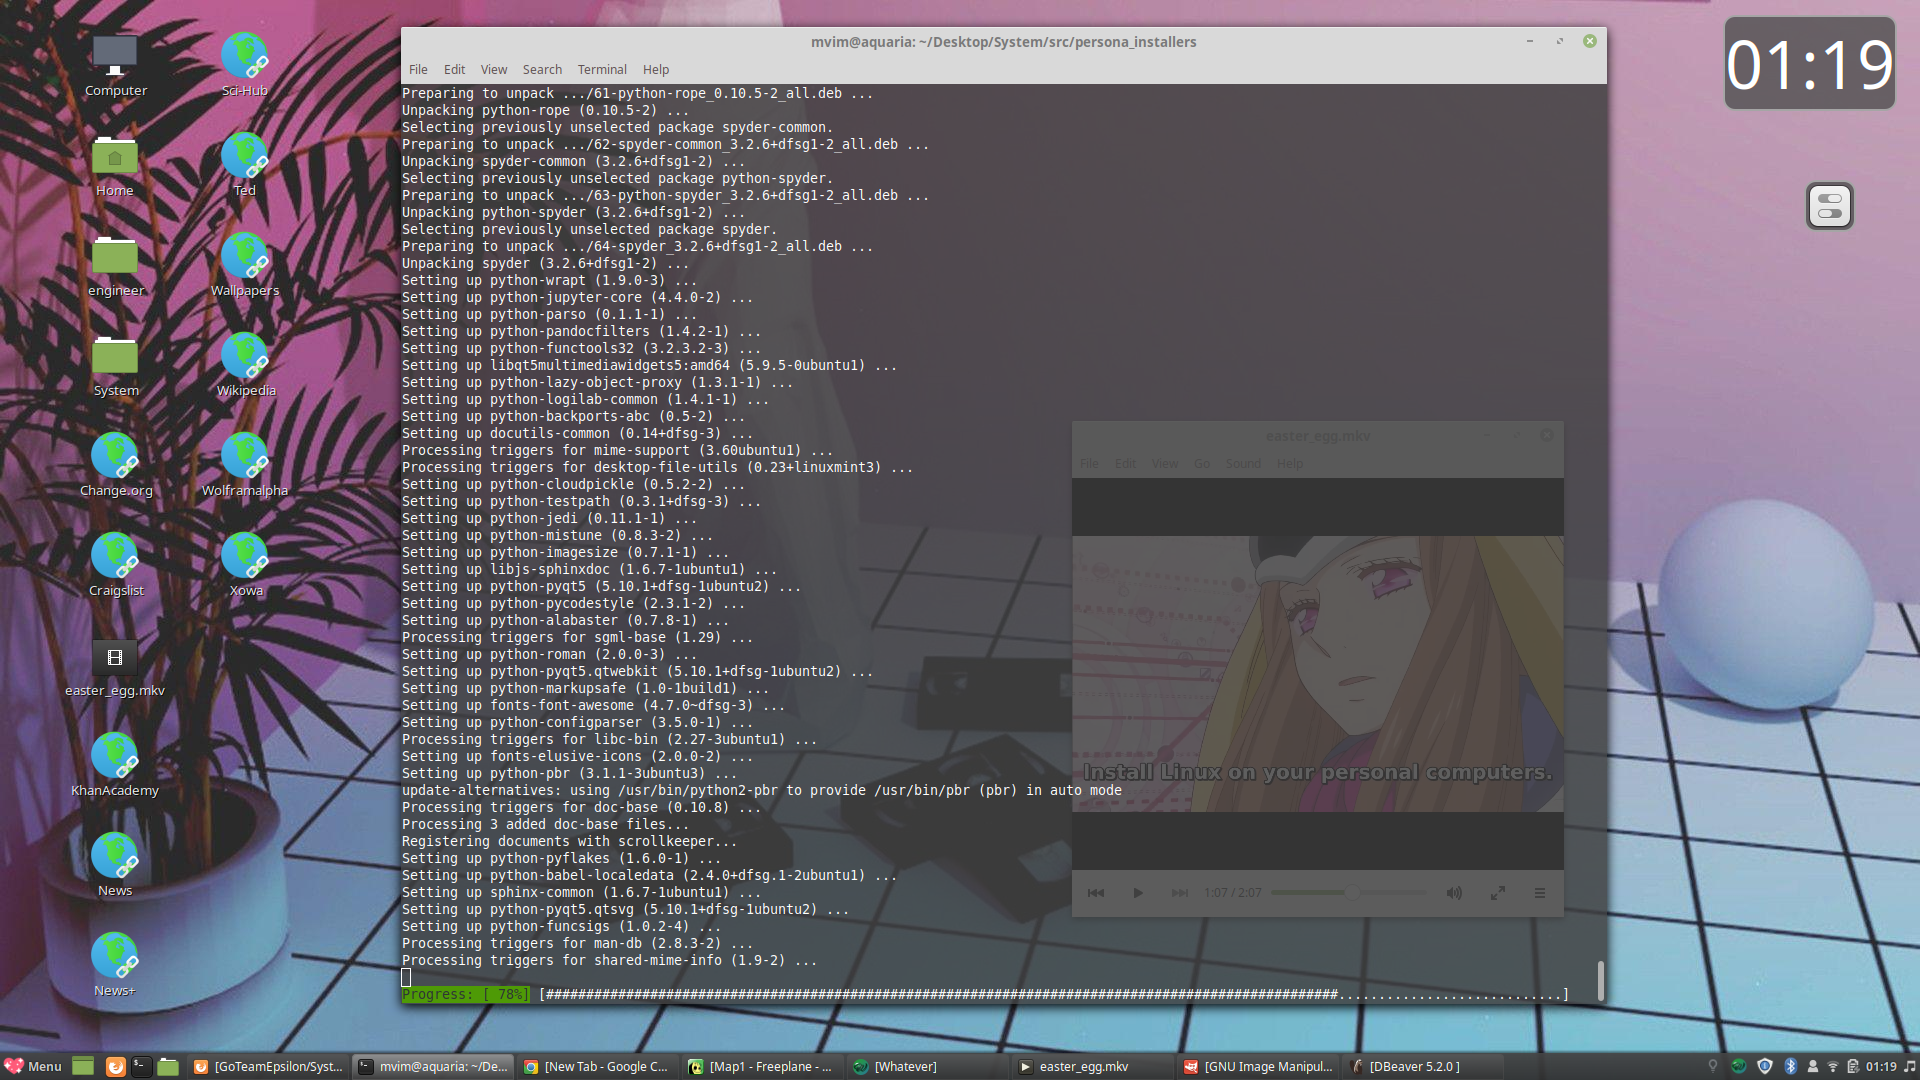 Computer
Sci-Hub
Home
Ted
engineer
Wallpapers
System
Wikipedia
Change.org
Wolframalpha
Craigslist
Xowa
easter_egg.mkv
KhanAcademy
News
News+
mvim@aquaria: ~/Desktop/System/src/persona_installers
File Edit View Search Terminal Help
Preparing to unpack .../61-python-rope_0.10.5-2_all.deb ...
Unpacking python-rope (0.10.5-2) ...
Selecting previously unselected package spyder-common.
Preparing to unpack .../62-spyder-common_3.2.6+dfsg1-2_all.deb ...
Unpacking spyder-common (3.2.6+dfsg1-2) ...
Selecting previously unselected package python-spyder.
Preparing to unpack .../63-python-spyder_3.2.6+dfsg1-2_all.deb ...
Unpacking python-spyder (3.2.6+dfsg1-2) ...
Selecting previously unselected package spyder.
Preparing to unpack .../64-spyder_3.2.6+dfsg1-2_all.deb ...
Unpacking spyder (3.2.6+dfsg1-2) ...
Setting up python-wrapt (1.9.0-3) ...
Setting up python-jupyter-core (4.4.0-2) ...
Setting up python-parso (0.1.1-1) ...
Setting up python-pandocfilters (1.4.2-1) ...
Setting up python-functools32 (3.2.3.2-3) ...
Setting up libqt5multimediawidgets5:amd64 (5.9.5-0ubuntu1) ...
Setting up python-lazy-object-proxy (1.3.1-1) ...
Setting up python-logilab-common (1.4.1-1) ...
Setting up python-backports-abc (0.5-2) ...
Setting up docutils-common (0.14+dfsg-3) ...
Processing triggers for mime-support (3.60ubuntu1) ...
Processing triggers for desktop-file-utils (0.23+linuxmint3) ...
Setting up python-cloudpickle (0.5.2-2) ...
Setting up python-testpath (0.3.1+dfsg-3) ...
Setting up python-jedi (0.11.1-1) ...
Setting up python-mistune (0.8.3-2) ...
Setting up python-imagesize (0.7.1-1) ...
Setting up libjs-sphinxdoc (1.6.7-1ubuntu1) ...
Setting up python-pyqt5 (5.10.1+dfsg-1ubuntu2) ...
Setting up python-pycodestyle (2.3.1-2) ...
Setting up python-alabaster (0.7.8-1) ...
Processing triggers for sgml-base (1.29) ...
Setting up python-roman (2.0.0-3) ...
Setting up python-pyqt5.qtwebkit (5.10.1+dfsg-1ubuntu2) ...
Setting up python-markupsafe (1.0-1build1) ...
Setting up fonts-font-awesome (4.7.0~dfsg-3) ...
Setting up python-configparser (3.5.0-1) ...
Processing triggers for libc-bin (2.27-3ubuntu1) ...
Setting up fonts-elusive-icons (2.0.0-2) ...
Setting up python-pbr (3.1.1-3ubuntu3) ...
update-alternatives: using /usr/bin/python2-pbr to provide /usr/bin/pbr (pbr) in auto mode
Processing triggers for doc-base (0.10.8) ...
Processing 3 added doc-base files...
Registering documents with scrollkeeper...
Setting up python-pyflakes (1.6.0-1) ...
Setting up python-babel-localedata (2.4.0+dfsg.1-2ubuntu1) ...
Setting up sphinx-common (1.6.7-1ubuntu1) ...
Setting up python-pyqt5.qtsvg (5.10.1+dfsg-1ubuntu2) ...
Setting up python-funcsigs (1.0.2-4) ...
Processing triggers for man-db (2.8.3-2) ...
Processing triggers for shared-mime-info (1.9-2) ...
Progress: [ 78%] [###################################################################################################............................]
easter_egg.mkv
File Edit View Go Sound Help
Install Linux on your personal computers.
1:07 / 2:07
01:19
Menu
[GoTeamEpsilon/Syst...
mvim@aquaria: ~/De...
[New Tab - Google C...
[Map1 - Freeplane - ...
[Whatever]
easter_egg.mkv
[GNU Image Manipul...
[DBeaver 5.2.0 ]
01:19